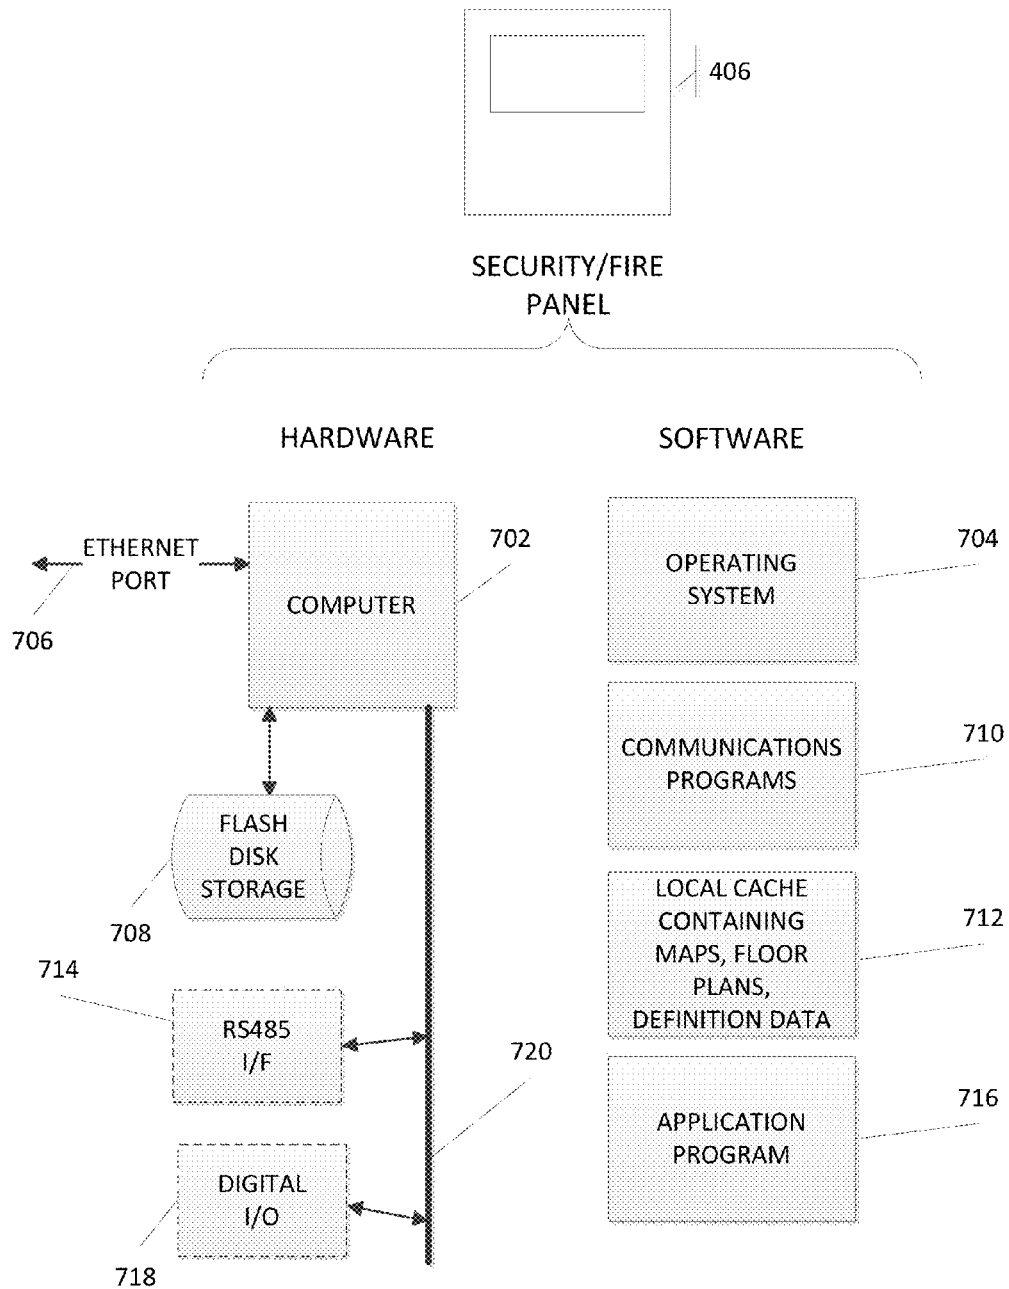 406
SECURITY/FIRE
PANEL
HARDWARE
SOFTWARE
ETHERNET
PORT
706
COMPUTER
702
OPERATING
SYSTEM
704
COMMUNICATIONS
PROGRAMS
710
FLASH
DISK
STORAGE
708
LOCAL CACHE
CONTAINING
MAPS, FLOOR
PLANS,
DEFINITION DATA
712
714
RS485
I/F
720
APPLICATION
PROGRAM
716
DIGITAL
I/O
718